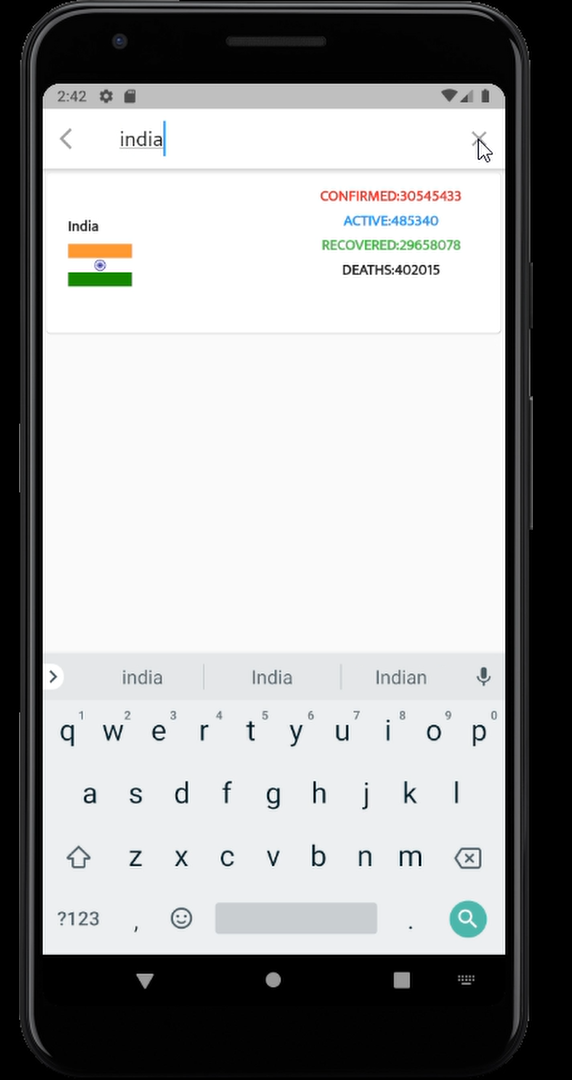 2:42
india
CONFIRMED:30545433
India
ACTIVE:485340
RECOVERED:29658078
DEATHS:402015
india India Indian
1 2 3 4 5 6 7 8 9 0
q w e r t y u i o p
a s d f g h j k l
z x c v b n m
?123 , .